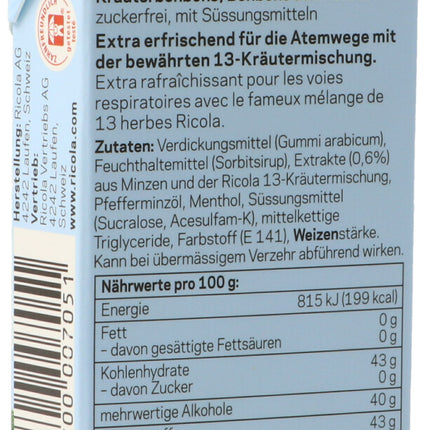 zuckerfrei, mit Süssungsmitteln
Extra erfrischend für die Atemwege mit
der bewährten 13-Kräutermischung.
Extra rafraîchissant pour les voies
respiratoires avec le fameux mélange de
13 herbes Ricola.
Zutaten: Verdickungsmittel (Gummi arabicum),
Feuchthaltemittel (Sorbitsirup), Extrakte (0,6%)
aus Minzen und der Ricola 13-Kräutermischung,
Pfefferminzöl, Menthol, Süssungsmittel
(Sucralose, Acesulfam-K), mittelkettige
Triglyceride, Farbstoff (E 141), Weizenstärke.
Kann bei übermässigem Verzehr abführend wirken.
Nährwerte pro 100 g:
Energie 815 kJ (199 kcal)
Fett 0 g
– davon gesättigte Fettsäuren 0 g
Kohlenhydrate 43 g
– davon Zucker 0 g
mehrwertige Alkohole 40 g
43 g
Herstellung: Ricola AG
4242 Laufen, Schweiz
Vertrieb:
Ricola Vertriebs AG
4242 Laufen,
Schweiz
www.ricola.com
00007051